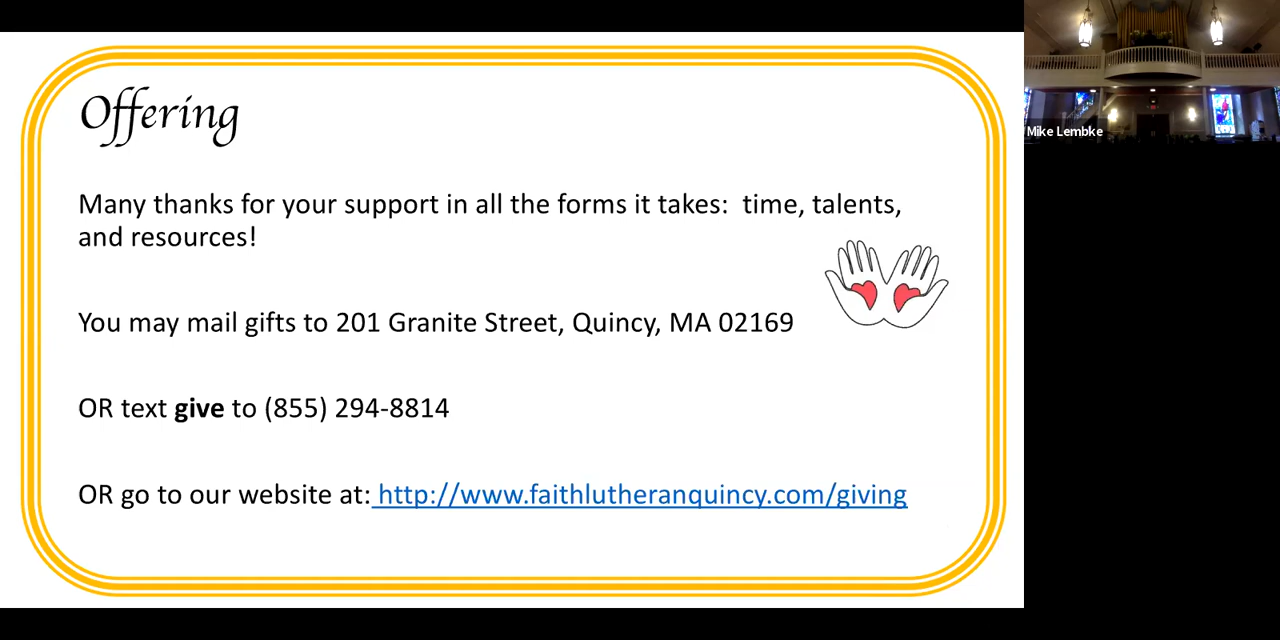 Offering
Many thanks for your support in all the forms it takes:  time, talents,
and resources!
You may mail gifts to 201 Granite Street, Quincy, MA 02169
OR text give to (855) 294-8814
OR go to our website at: http://www.faithlutheranquincy.com/giving
Mike Lembke